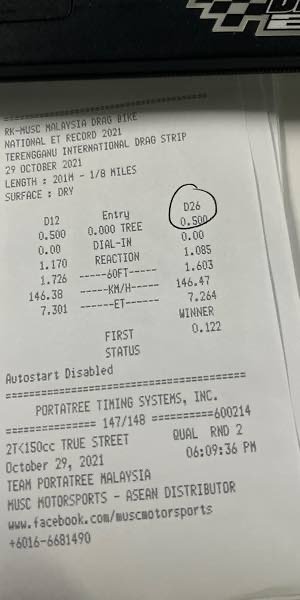 RK-MUSC MALAYSIA DRAG BIKE
NATIONAL ET RECORD 2021
TERENGGANU INTERNATIONAL DRAG STRIP
29 OCTOBER 2021
LENGTH : 201M - 1/8 MILES
SURFACE : DRY
D12 Entry D26
0.500 0.000 TREE 0.500
0.00 DIAL-IN 0.00
1.170 REACTION 1.085
1.726 -----60FT----- 1.603
146.38 -----KM/H----- 146.47
7.301 ------ET------ 7.264
WINNER
FIRST 0.122
STATUS
Autostart Disabled
PORTATREE TIMING SYSTEMS, INC.
=============== 147/148 ==========600214
2T<150cc TRUE STREET QUAL RND 2
October 29, 2021 06:09:36 PM
TEAM PORTATREE MALAYSIA
MUSC MOTORSPORTS - ASEAN DISTRIBUTOR
www.facebook.com/muscmotorsports
+6016-6681490